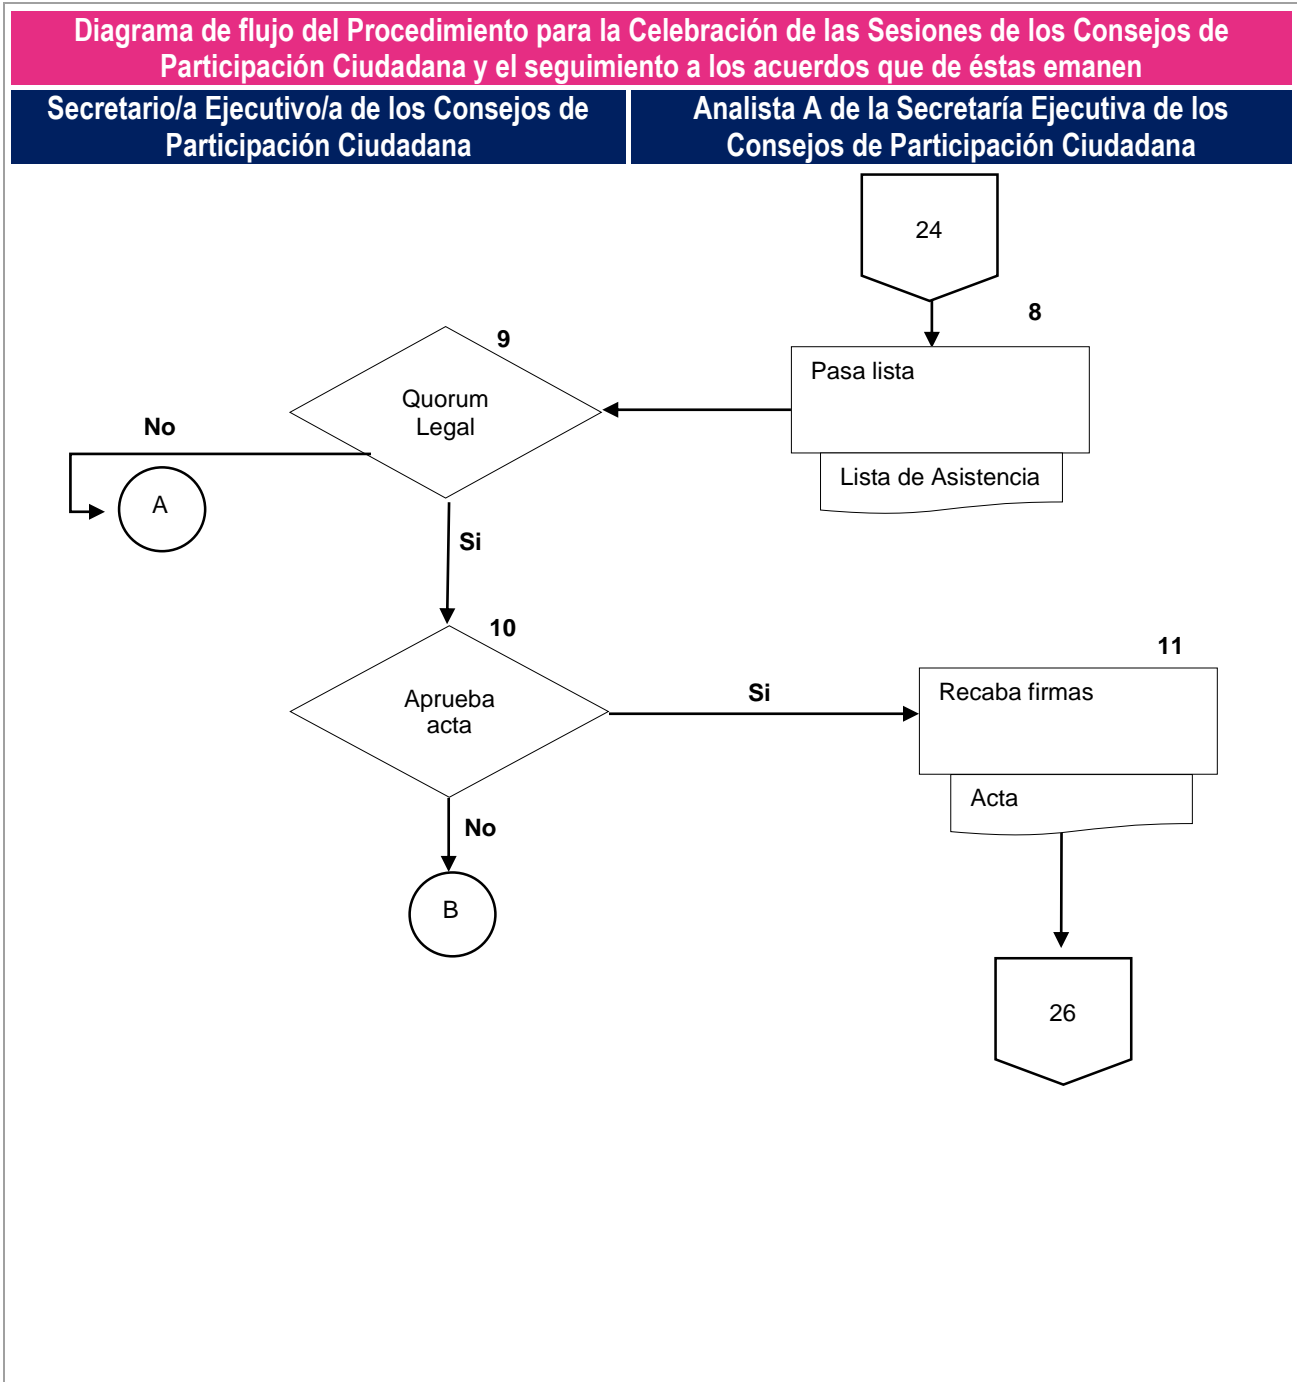 Diagrama de flujo del Procedimiento para la Celebración de las Sesiones de los Consejos de
Participación Ciudadana y el seguimiento a los acuerdos que de éstas emanen
Secretario/a Ejecutivo/a de los Consejos de
Participación Ciudadana
Analista A de la Secretaría Ejecutiva de los
Consejos de Participación Ciudadana
24
8
Pasa lista
Lista de Asistencia
9
Quorum
Legal
No
A
Si
10
Aprueba
acta
Si
11
Recaba firmas
Acta
No
B
26